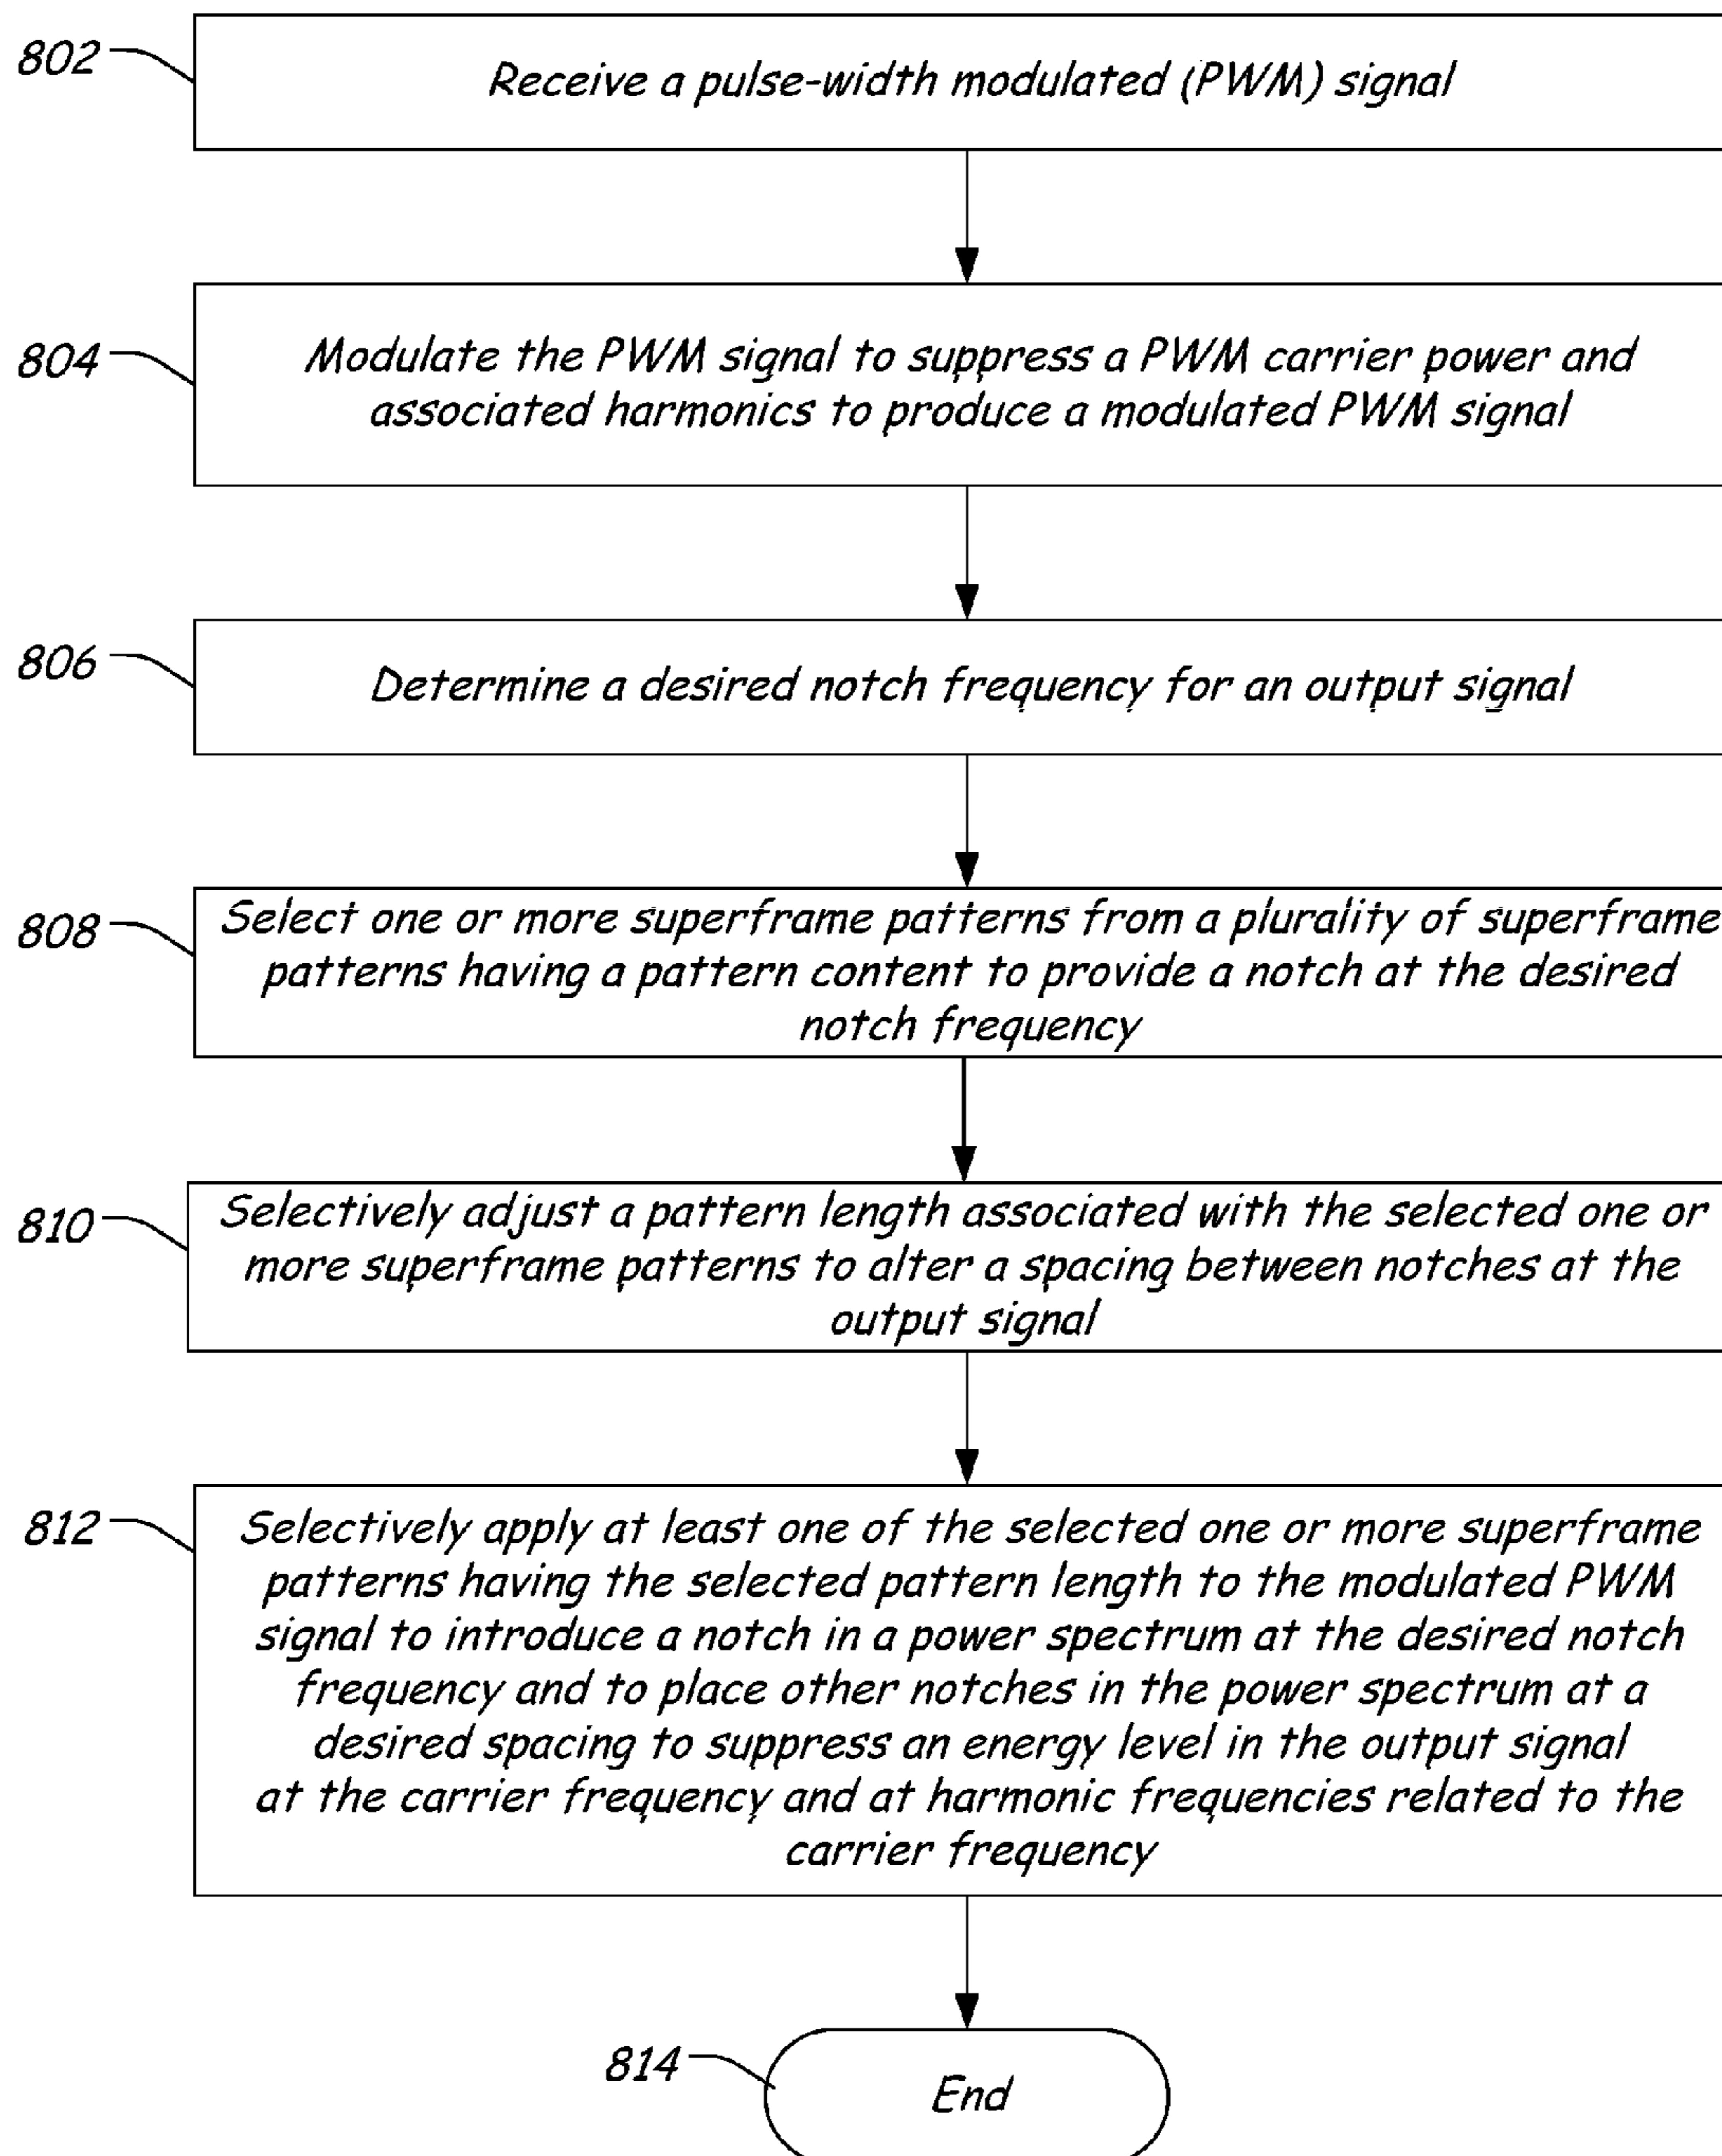 802
Receive a pulse-width modulated (PWM) signal
804
Modulate the PWM signal to suppress a PWM carrier power and
associated harmonics to produce a modulated PWM signal
806
Determine a desired notch frequency for an output signal
808
Select one or more superframe patterns from a plurality of superframe
patterns having a pattern content to provide a notch at the desired
notch frequency
810
Selectively adjust a pattern length associated with the selected one or
more superframe patterns to alter a spacing between notches at the
output signal
812
Selectively apply at least one of the selected one or more superframe
patterns having the selected pattern length to the modulated PWM
signal to introduce a notch in a power spectrum at the desired notch
frequency and to place other notches in the power spectrum at a
desired spacing to suppress an energy level in the output signal
at the carrier frequency and at harmonic frequencies related to the
carrier frequency
814
End